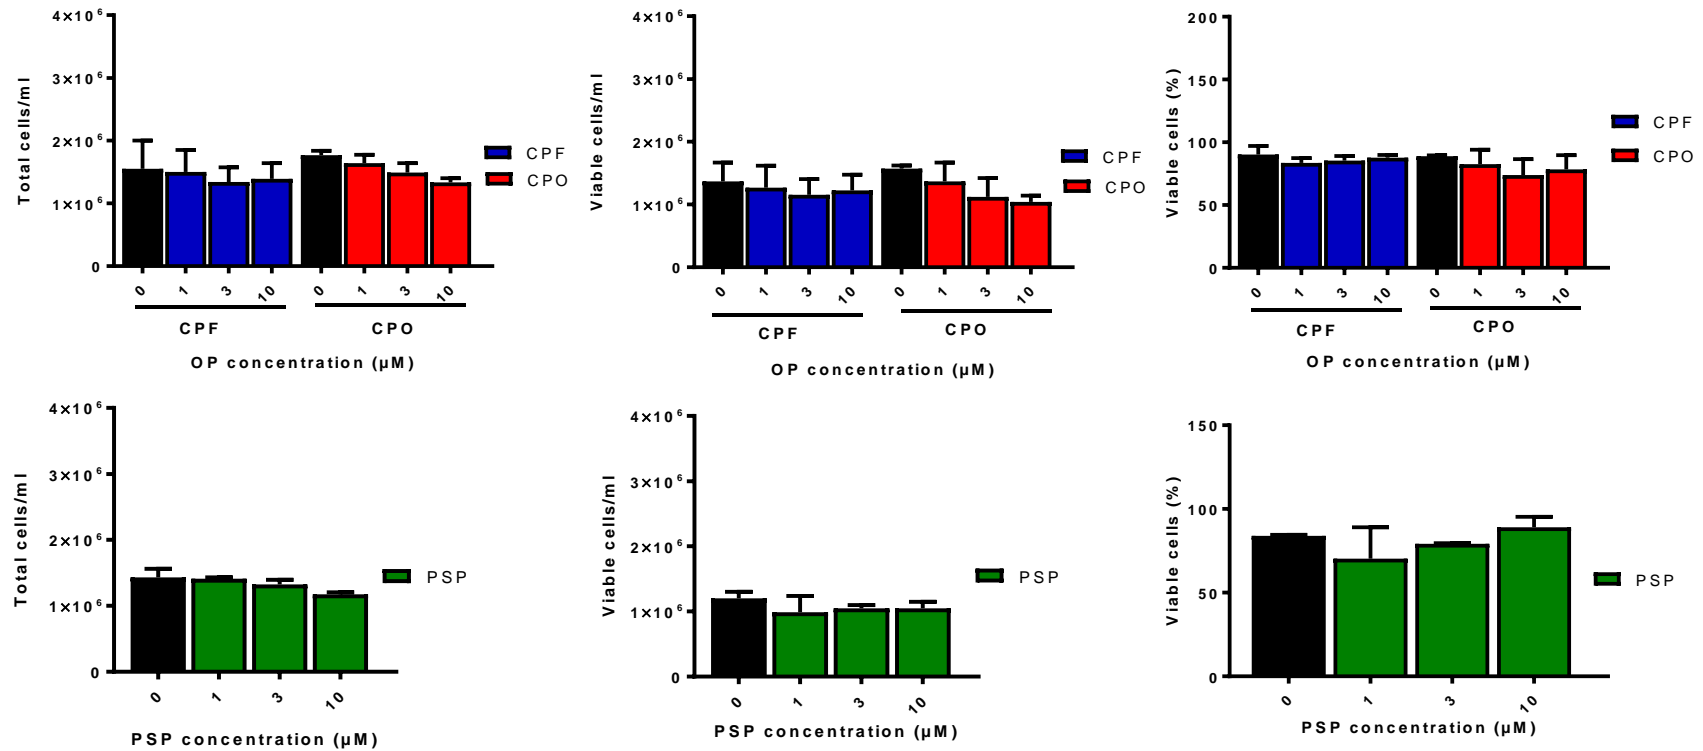 Total cells/ml
4×10⁶
3×10⁶
2×10⁶
1×10⁶
0
0 1 3 10 0 1 3 10
CPF CPO
OP concentration (µM)
CPF
CPO
Viable cells/ml
4×10⁶
3×10⁶
2×10⁶
1×10⁶
0
0 1 3 10 0 1 3 10
CPF CPO
OP concentration (µM)
CPF
CPO
Viable cells (%)
200
150
100
50
0
0 1 3 10 0 1 3 10
CPF CPO
OP concentration (µM)
CPF
CPO
Total cells/ml
4×10⁶
3×10⁶
2×10⁶
1×10⁶
0
0 1 3 10
PSP concentration (µM)
PSP
Viable cells/ml
4×10⁶
3×10⁶
2×10⁶
1×10⁶
0
0 1 3 10
PSP concentration (µM)
PSP
Viable cells (%)
150
100
50
0
0 1 3 10
PSP concentration (µM)
PSP